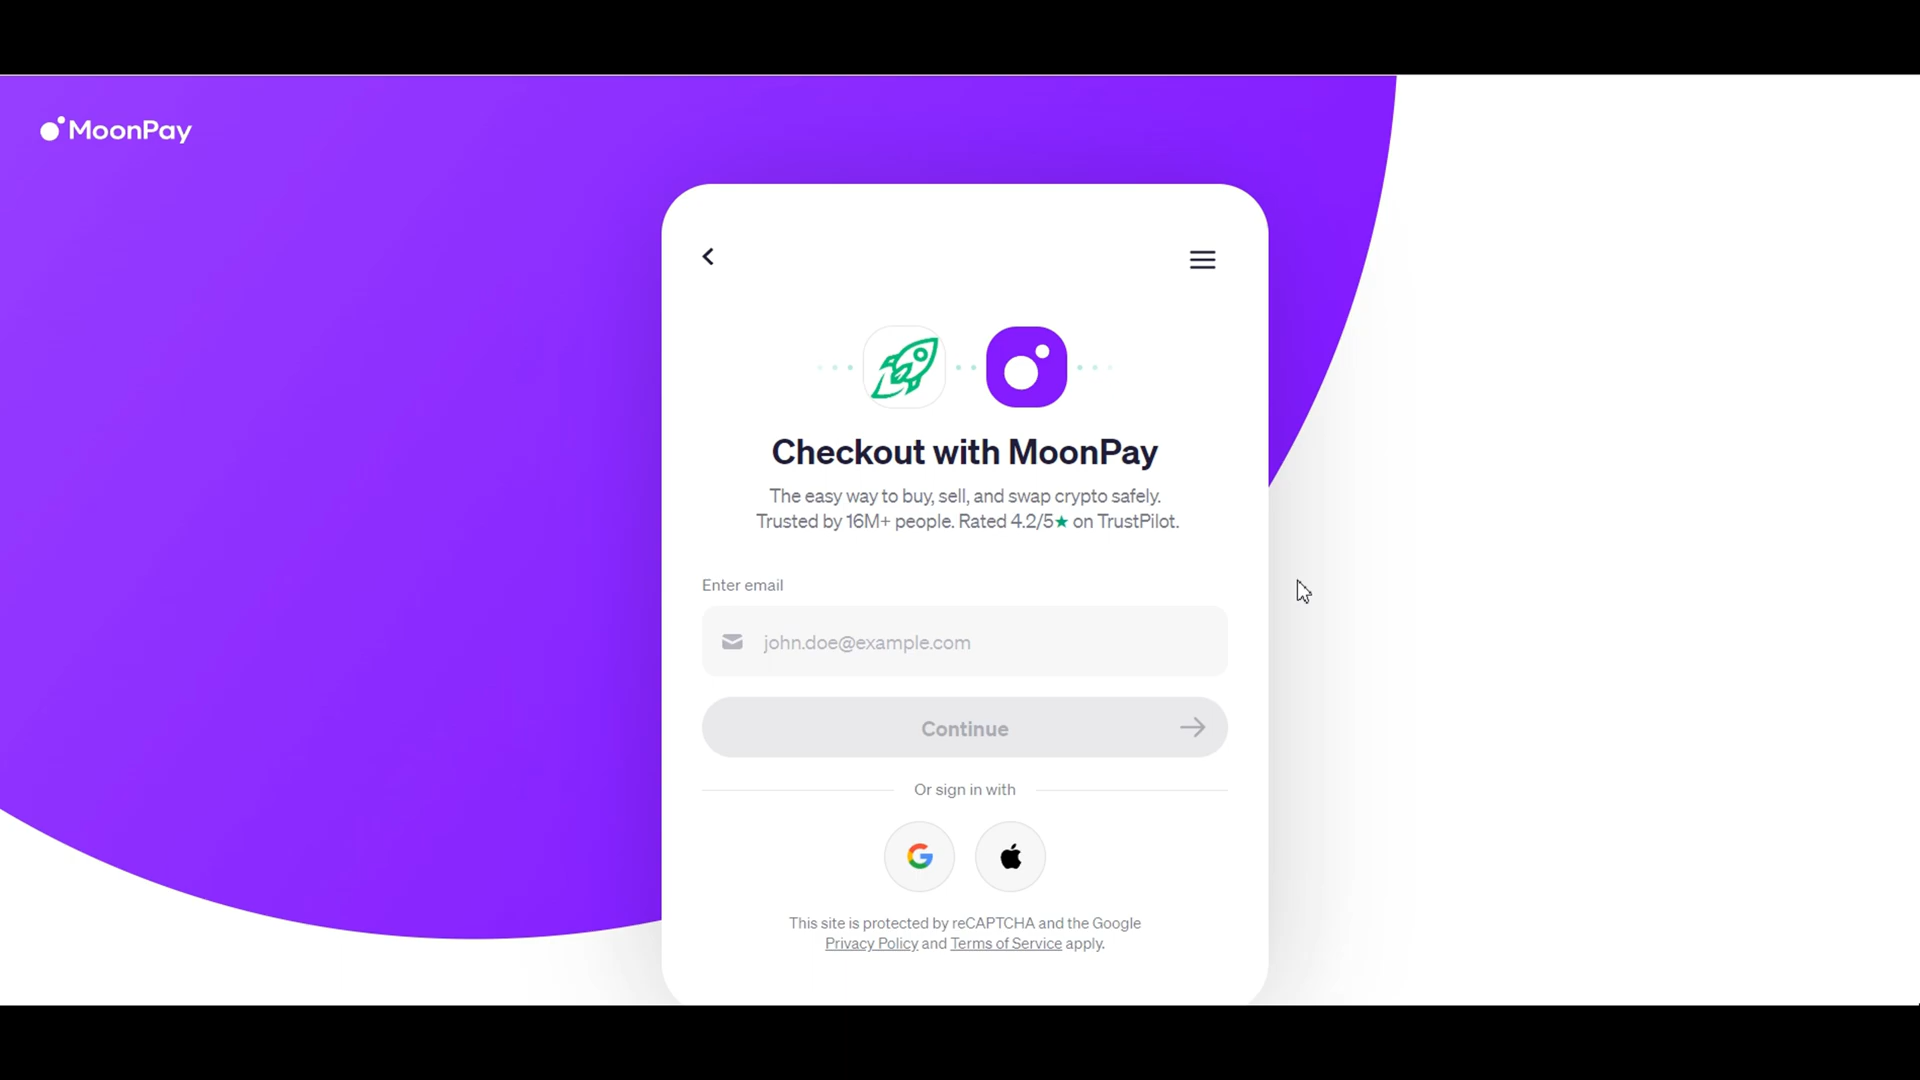 MoonPay
Checkout with MoonPay
The easy way to buy, sell, and swap crypto safely.
Trusted by 16M+ people. Rated 4.2/5★ on TrustPilot.
Enter email
john.doe@example.com
Continue
Or sign in with
This site is protected by reCAPTCHA and the Google
Privacy Policy and Terms of Service apply.